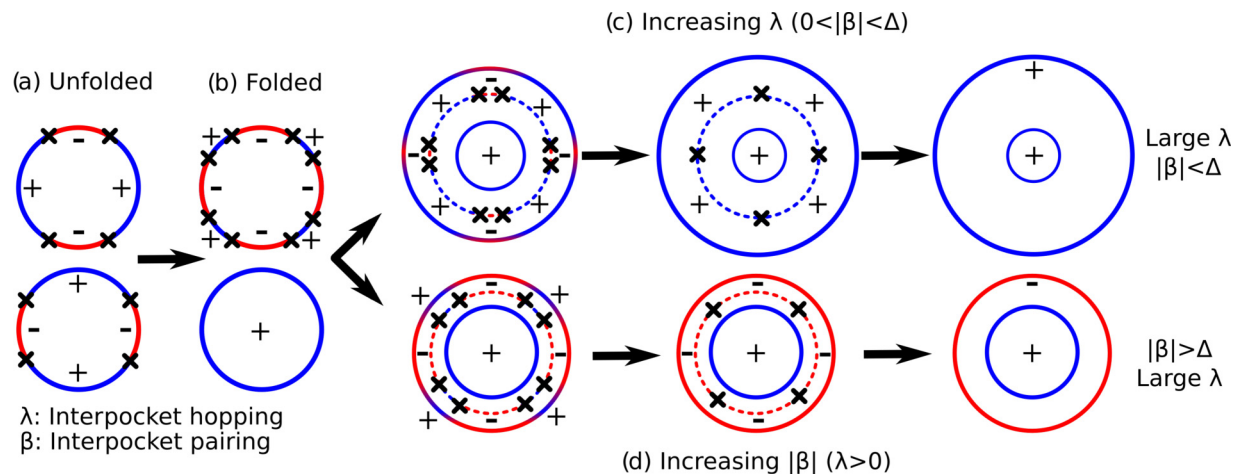 (c) Increasing λ (0<|β|<Δ)
(a) Unfolded
(b) Folded
Large λ
|β|<Δ
|β|>Δ
Large λ
λ: Interpocket hopping
β: Interpocket pairing
(d) Increasing |β| (λ>0)